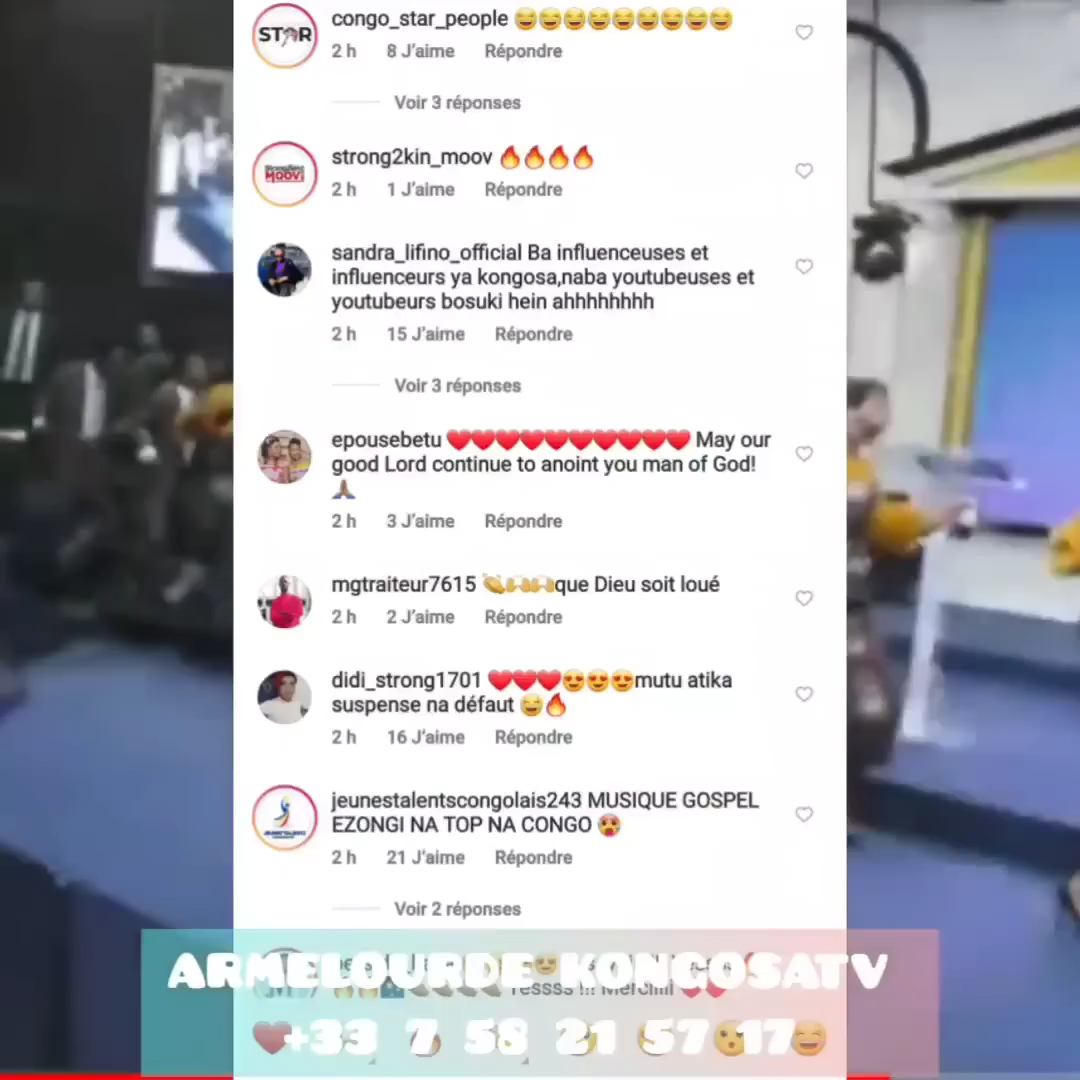 STAR
congo_star_people 😂😂😂😂😂😂😂😂😂
2 h 8 J'aime Répondre
Voir 3 réponses
MOOVI
strong2kin_moov 🔥🔥🔥🔥
2 h 1 J'aime Répondre
sandra_lifino_official Ba influenceuses et
influenceurs ya kongosa,naba youtubeuses et
youtubeurs bosuki hein ahhhhhhhh
2 h 15 J'aime Répondre
Voir 3 réponses
epousebetu ❤️❤️❤️❤️❤️❤️❤️❤️❤️❤️ May our
good Lord continue to anoint you man of God!
🙏🏾
2 h 3 J'aime Répondre
mgtraiteur7615 👏🙌🙌que Dieu soit loué
2 h 2 J'aime Répondre
didi_strong1701 ❤️❤️❤️😍😍😍mutu atika
suspense na défaut 😂🔥
2 h 16 J'aime Répondre
jeunestalentscongolais243 MUSIQUE GOSPEL
EZONGI NA TOP NA CONGO 🥵
2 h 21 J'aime Répondre
Voir 2 réponses
ARMELOURDE KONGOSATV
+33 7 58 21 57 17